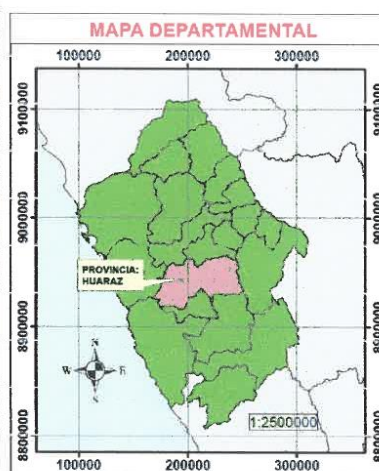 MAPA DEPARTAMENTAL
100000 200000 300000
9100000 9100000
9000000 9000000
PROVINCIA:
HUARAZ
8900000 8900000
N
W E
S
1:2500000
8800000 8800000
100000 200000 300000